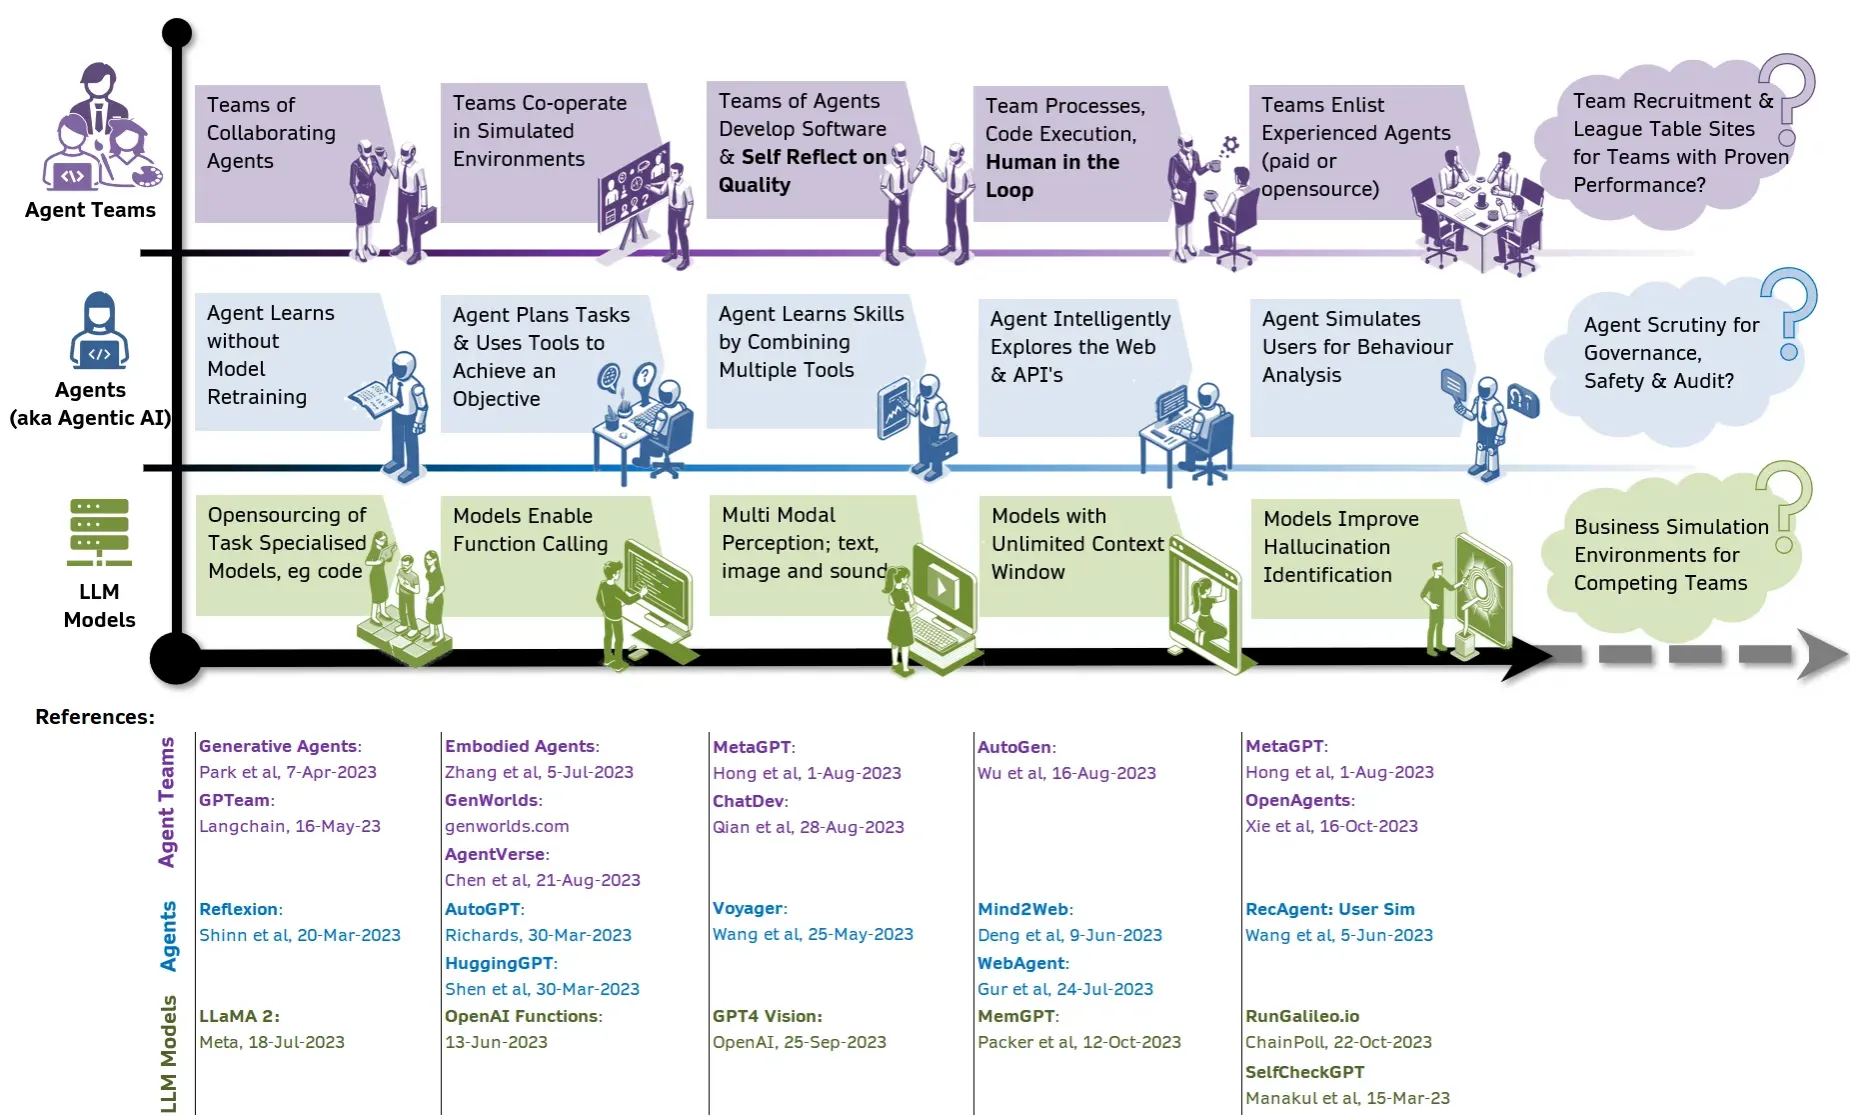 Agent Teams
Teams of
Collaborating
Agents
Teams Co-operate
in Simulated
Environments
Teams of Agents
Develop Software
& Self Reflect on
Quality
Team Processes,
Code Execution,
Human in the
Loop
Teams Enlist
Experienced Agents
(paid or
opensource)
Team Recruitment &
League Table Sites
for Teams with Proven
Performance?
Agents
(aka Agentic AI)
Agent Learns
without
Model
Retraining
Agent Plans Tasks
& Uses Tools to
Achieve an
Objective
Agent Learns Skills
by Combining
Multiple Tools
Agent Intelligently
Explores the Web
& API's
Agent Simulates
Users for Behaviour
Analysis
Agent Scrutiny for
Governance,
Safety & Audit?
LLM
Models
Opensourcing of
Task Specialised
Models, eg code
Models Enable
Function Calling
Multi Modal
Perception; text,
image and sound
Models with
Unlimited Context
Window
Models Improve
Hallucination
Identification
Business Simulation
Environments for
Competing Teams
References:
Agent Teams
Generative Agents:
Park et al, 7-Apr-2023
GPTeam:
Langchain, 16-May-23
Embodied Agents:
Zhang et al, 5-Jul-2023
GenWorlds:
genworlds.com
AgentVerse:
Chen et al, 21-Aug-2023
MetaGPT:
Hong et al, 1-Aug-2023
ChatDev:
Qian et al, 28-Aug-2023
AutoGen:
Wu et al, 16-Aug-2023
MetaGPT:
Hong et al, 1-Aug-2023
OpenAgents:
Xie et al, 16-Oct-2023
Agents
Reflexion:
Shinn et al, 20-Mar-2023
AutoGPT:
Richards, 30-Mar-2023
HuggingGPT:
Shen et al, 30-Mar-2023
Voyager:
Wang et al, 25-May-2023
Mind2Web:
Deng et al, 9-Jun-2023
WebAgent:
Gur et al, 24-Jul-2023
RecAgent: User Sim
Wang et al, 5-Jun-2023
LLM Models
LLaMA 2:
Meta, 18-Jul-2023
OpenAI Functions:
13-Jun-2023
GPT4 Vision:
OpenAI, 25-Sep-2023
MemGPT:
Packer et al, 12-Oct-2023
RunGalileo.io
ChainPoll, 22-Oct-2023
SelfCheckGPT
Manakul et al, 15-Mar-23